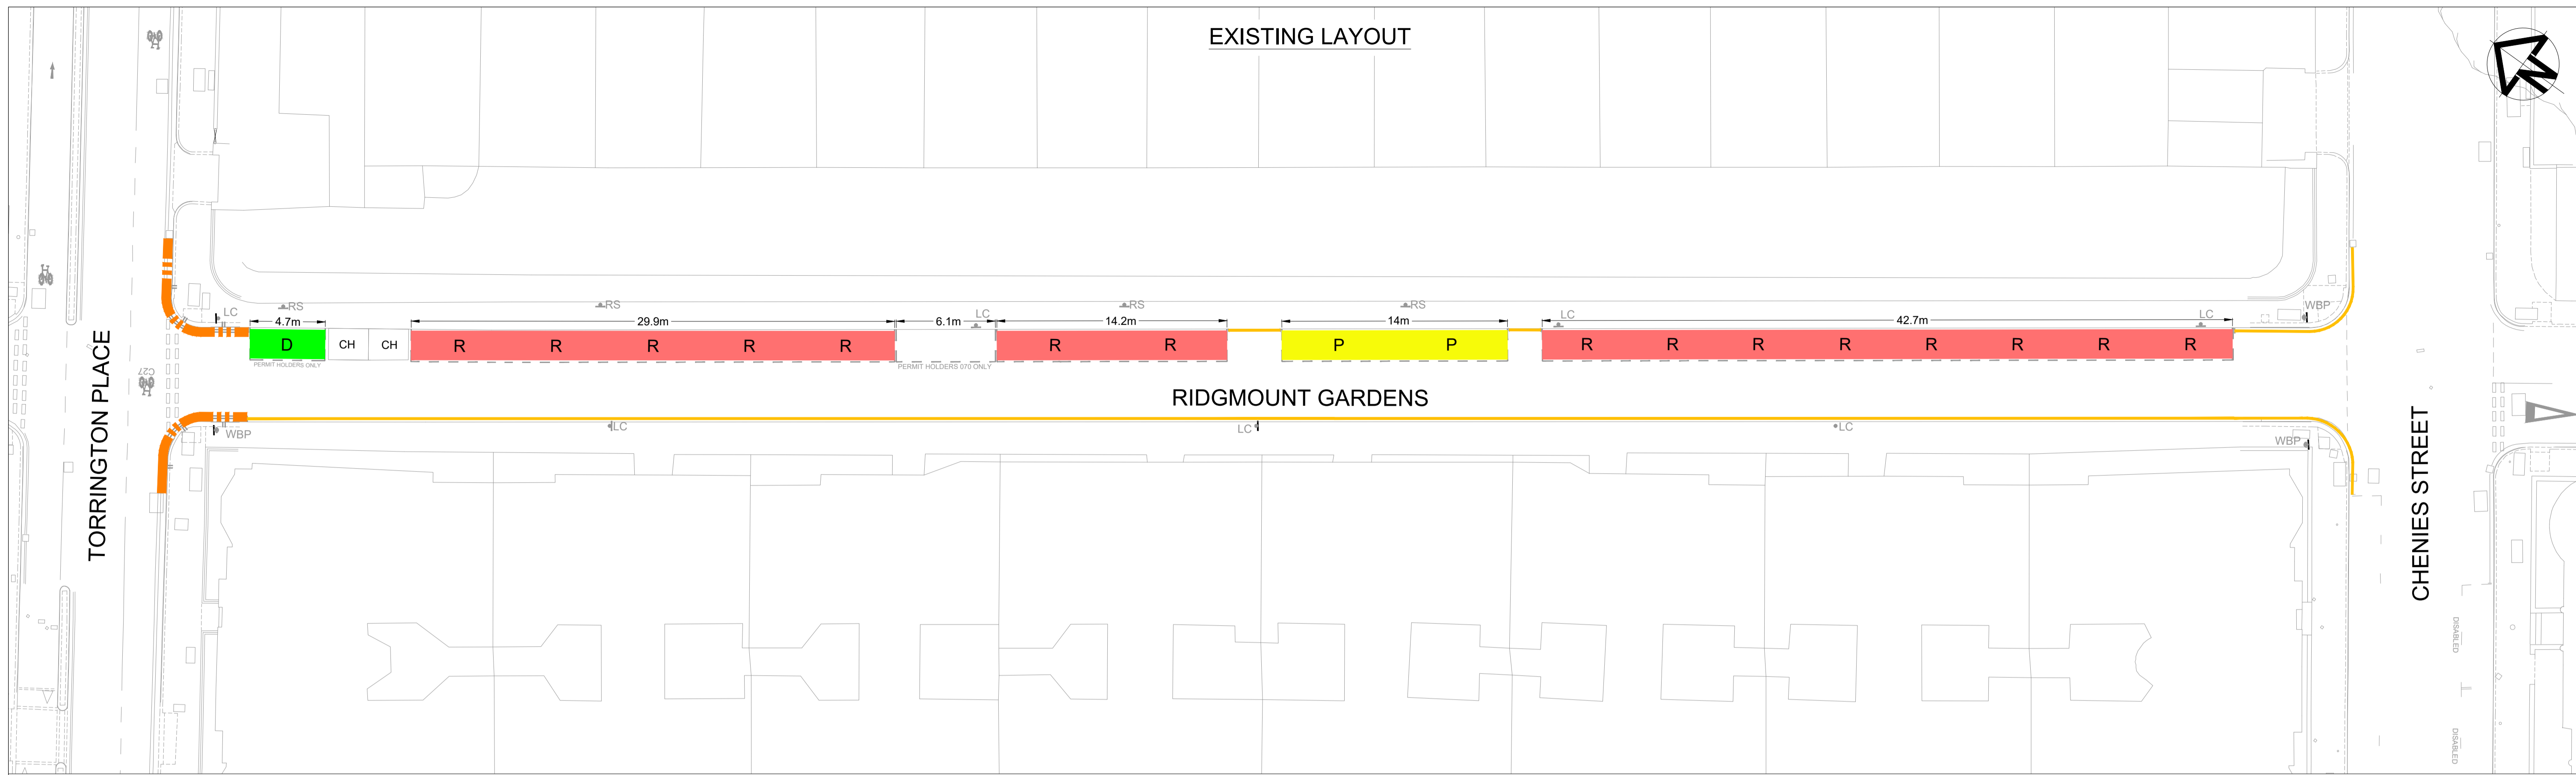 EXISTING LAYOUT
N
RS
RS
RS
RS
LC
LC
LC
LC
WBP
4.7m
29.9m
6.1m
14.2m
14m
42.7m
D
CH
CH
R
R
R
R
R
R
R
P
P
R
R
R
R
R
R
R
R
PERMIT HOLDERS ONLY
PERMIT HOLDERS 070 ONLY
C27
RIDGMOUNT GARDENS
TORRINGTON PLACE
CHENIES STREET
WBP
LC
LC
LC
WBP
DISABLED
DISABLED